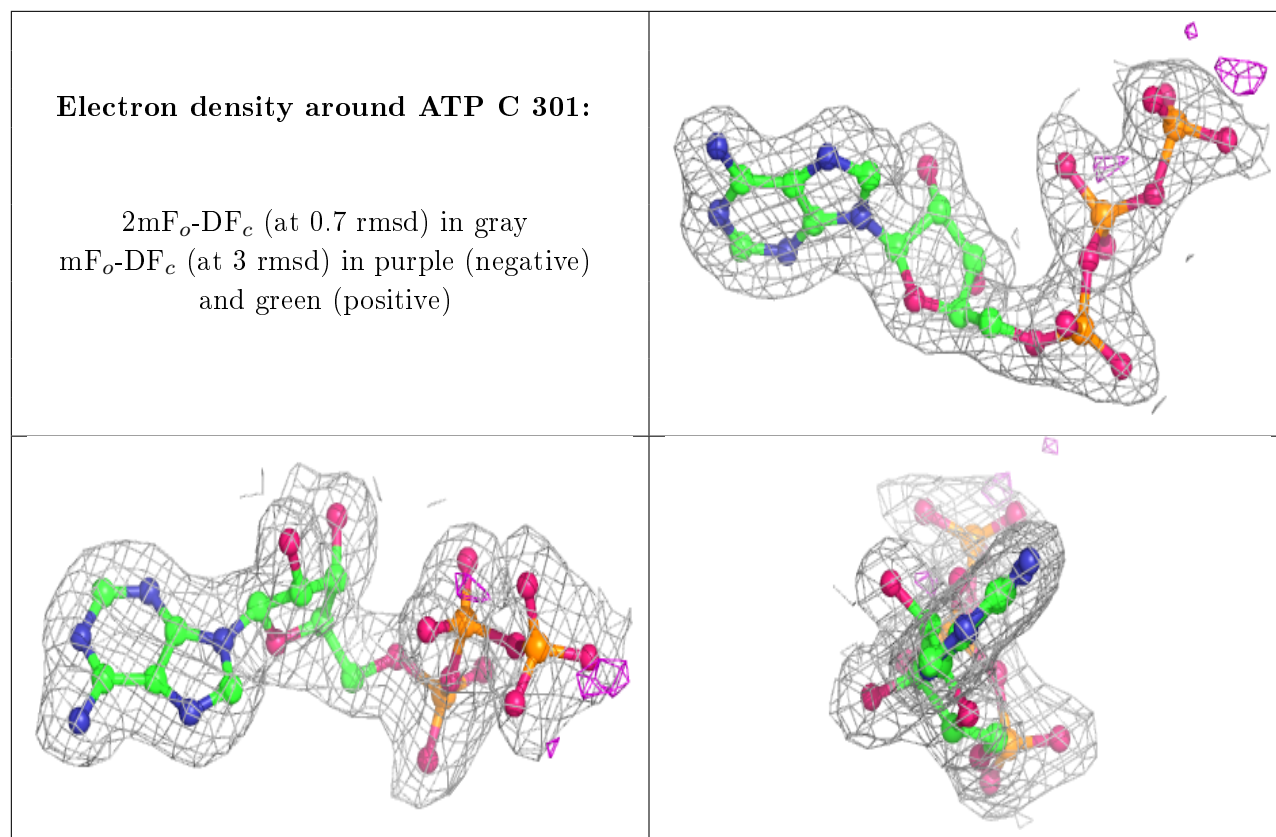 Electron density around ATP C 301:
2mFo-DFc (at 0.7 rmsd) in gray
mFo-DFc (at 3 rmsd) in purple (negative)
and green (positive)